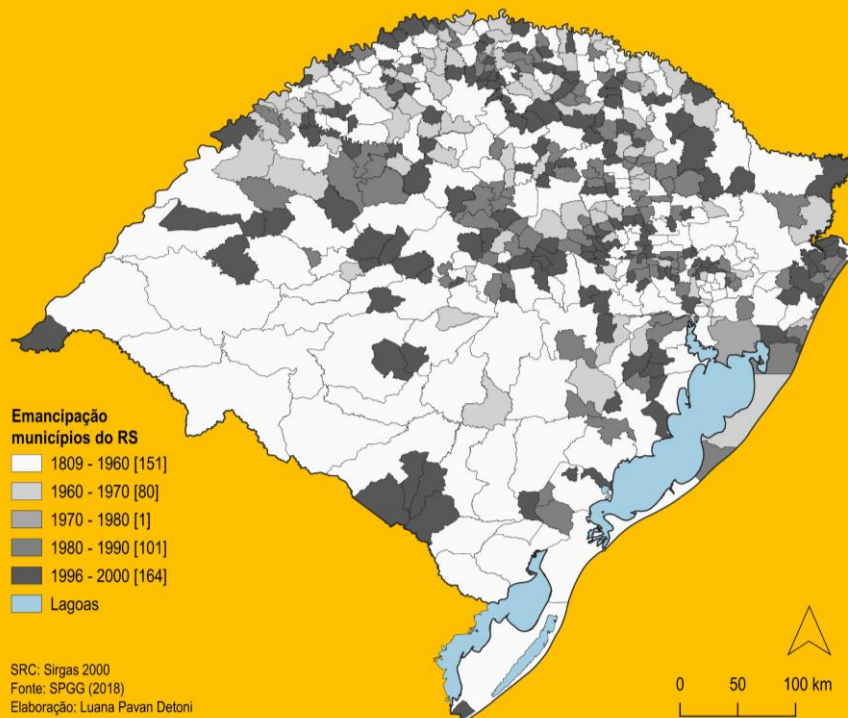 Emancipação
municípios do RS
1809 - 1960 [151]
1960 - 1970 [80]
1970 - 1980 [1]
1980 - 1990 [101]
1996 - 2000 [164]
Lagoas
SRC: Sirgas 2000
Fonte: SPGG (2018)
Elaboração: Luana Pavan Detoni
0 50 100 km